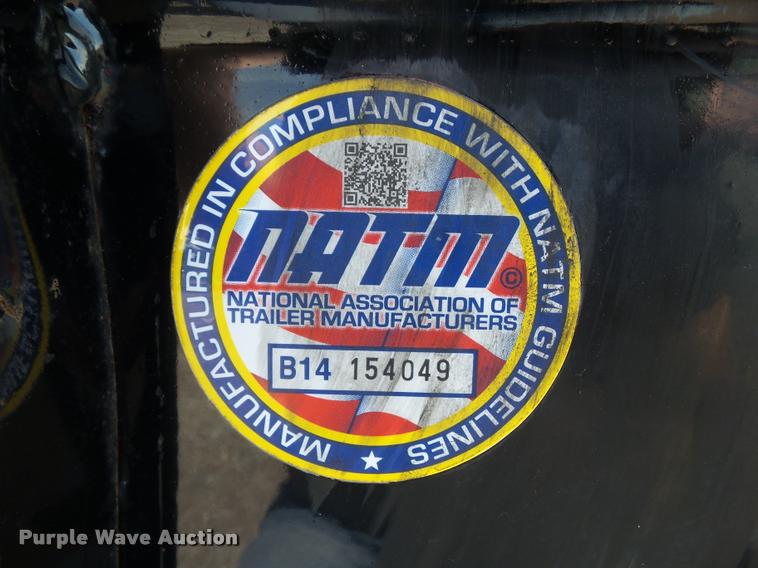 MANUFACTURED IN COMPLIANCE WITH NATM GUIDELINES
NATM ©
NATIONAL ASSOCIATION OF
TRAILER MANUFACTURERS
B14 154049
Purple Wave Auction